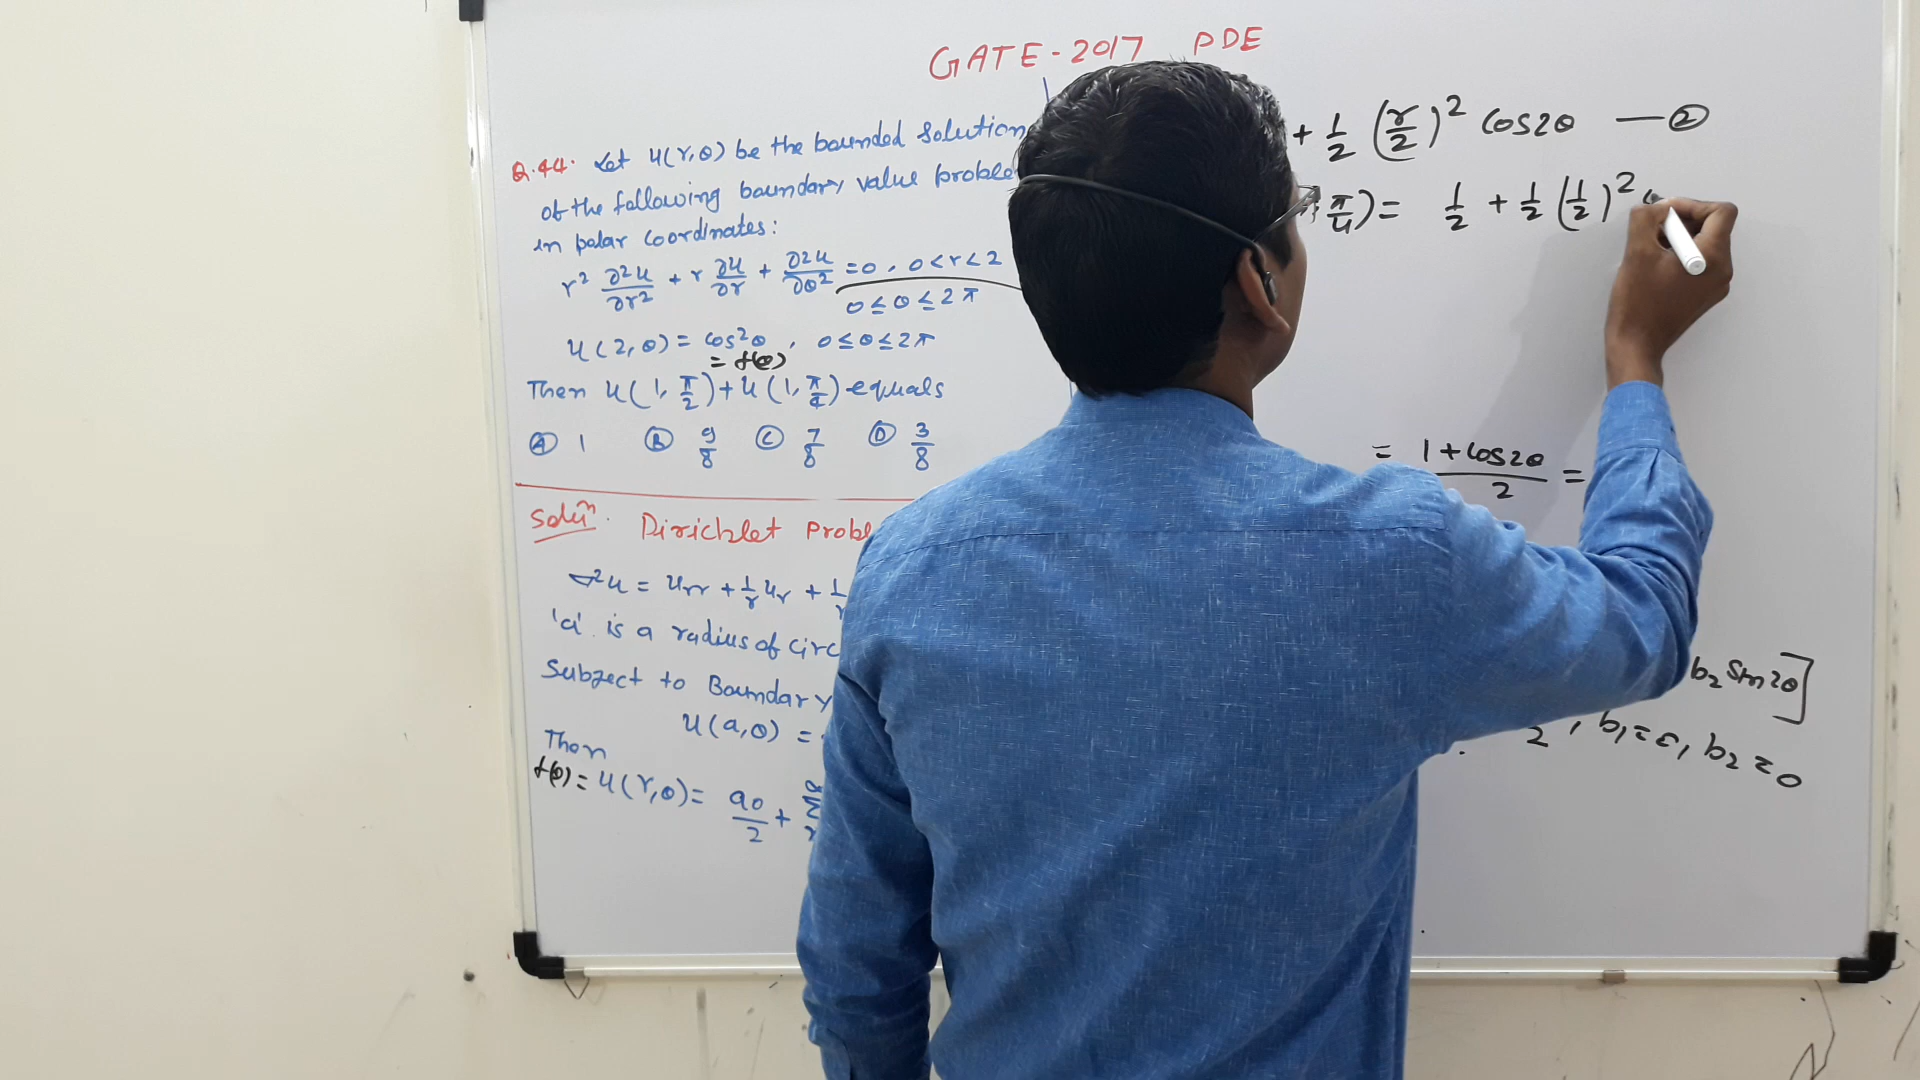 GATE-2017 PDE
Q.44. Let u(r,θ) be the bounded solution
of the following boundary value proble
in polar coordinates:
r² ∂²u/∂r² + r ∂u/∂r + ∂²u/∂θ² = 0, 0<r<2
0≤θ≤2π
u(2,θ) = cos²θ, 0≤θ≤2π
= f(θ)
Then u(1, π/2) + u(1, π/4) equals
Ⓐ 1 Ⓑ 9/8 Ⓒ 7/8 Ⓓ 3/8
Soluⁿ. Dirichlet Probl
∇²u = u_rr + 1/r u_r + 1/r
'a' is a radius of circ
Subject to Boundary
u(a,θ) =
Then
f(θ) = u(r,θ) = a₀/2 + Σ
+ 1/2 (r/2)² cos2θ —②
π/4) = 1/2 + 1/2 (1/2)²
= 1+cos2θ/2 =
b₂ sin2θ]
2, b₁=0, b₂=0